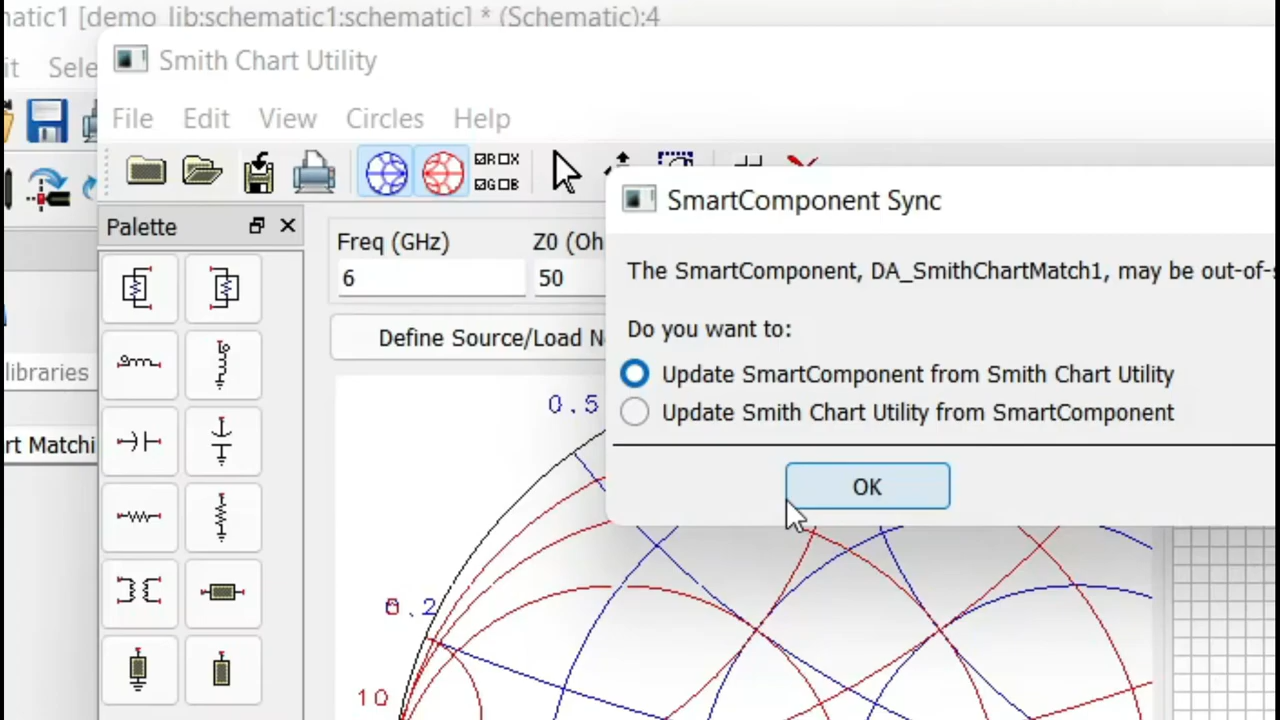 matic1 [demo_lib:schematic1:schematic] * (Schematic):4
Smith Chart Utility
File Edit View Circles Help
Palette
Freq (GHz) Z0 (Oh
6 50
Define Source/Load N
libraries
rt Matchi
0.5
0.2
10
SmartComponent Sync
The SmartComponent, DA_SmithChartMatch1, may be out-of-s
Do you want to:
Update SmartComponent from Smith Chart Utility
Update Smith Chart Utility from SmartComponent
OK